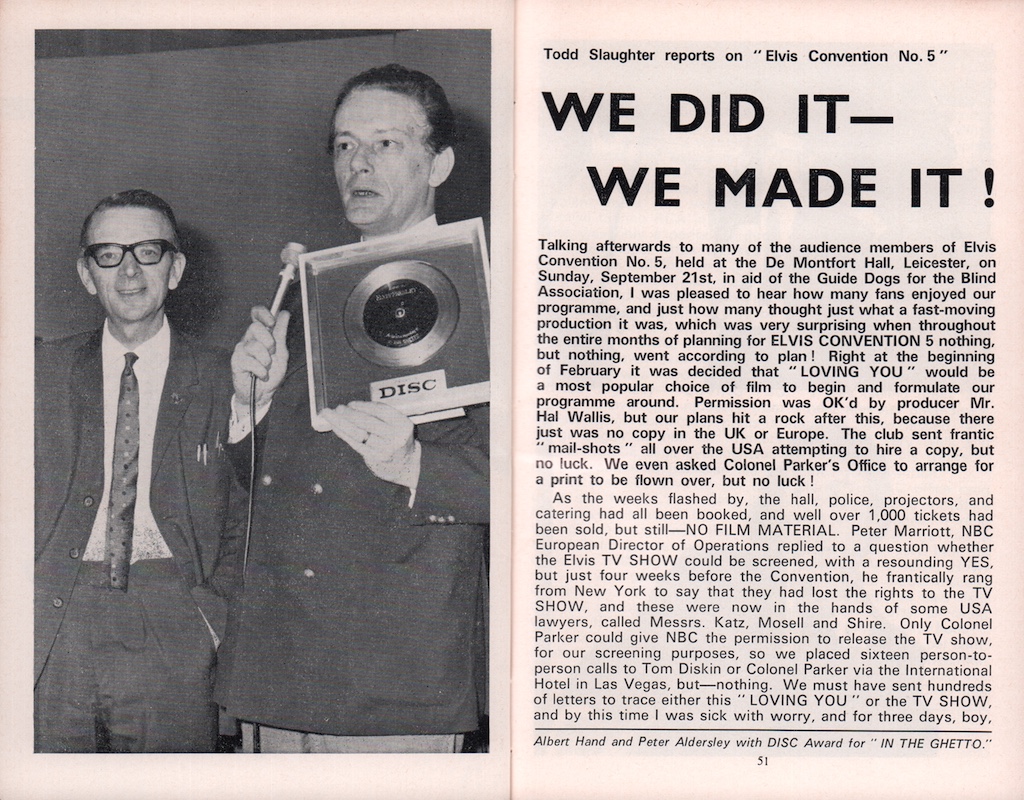 DISC
Todd Slaughter reports on "Elvis Convention No. 5"
WE DID IT—
WE MADE IT !
Talking afterwards to many of the audience members of Elvis
Convention No. 5, held at the De Montfort Hall, Leicester, on
Sunday, September 21st, in aid of the Guide Dogs for the Blind
Association, I was pleased to hear how many fans enjoyed our
programme, and just how many thought just what a fast-moving
production it was, which was very surprising when throughout
the entire months of planning for ELVIS CONVENTION 5 nothing,
but nothing, went according to plan! Right at the beginning
of February it was decided that "LOVING YOU" would be
a most popular choice of film to begin and formulate our
programme around. Permission was OK'd by producer Mr.
Hal Wallis, but our plans hit a rock after this, because there
just was no copy in the UK or Europe. The club sent frantic
"mail-shots" all over the USA attempting to hire a copy, but
no luck. We even asked Colonel Parker's Office to arrange for
a print to be flown over, but no luck!
As the weeks flashed by, the hall, police, projectors, and
catering had all been booked, and well over 1,000 tickets had
been sold, but still—NO FILM MATERIAL. Peter Marriott, NBC
European Director of Operations replied to a question whether
the Elvis TV SHOW could be screened, with a resounding YES,
but just four weeks before the Convention, he frantically rang
from New York to say that they had lost the rights to the TV
SHOW, and these were now in the hands of some USA
lawyers, called Messrs. Katz, Mosell and Shire. Only Colonel
Parker could give NBC the permission to release the TV show,
for our screening purposes, so we placed sixteen person-to-
person calls to Tom Diskin or Colonel Parker via the International
Hotel in Las Vegas, but—nothing. We must have sent hundreds
of letters to trace either this "LOVING YOU" or the TV SHOW,
and by this time I was sick with worry, and for three days, boy,
Albert Hand and Peter Aldersley with DISC Award for "IN THE GHETTO."
51